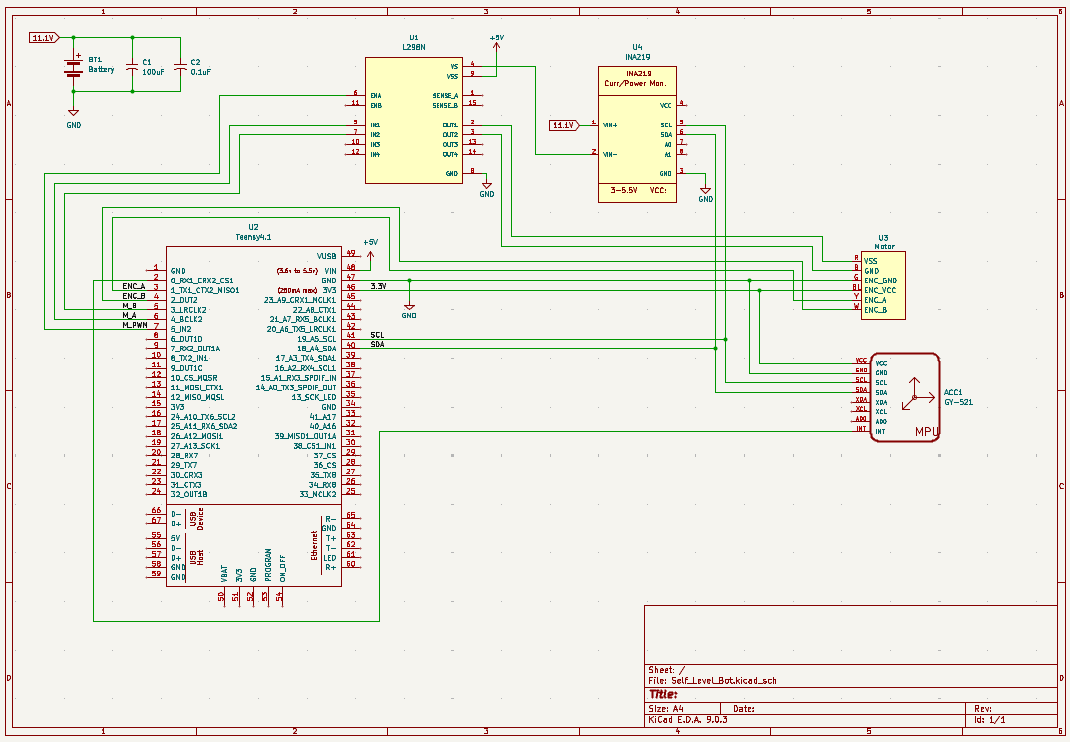 1 2 3 4 5 6
A
B
C
D
11.1V
BT1
Battery
C1
100uF
C2
0.1uF
GND
U1
L298N
VS 4
VSS 9
6 ENA
11 ENB
SENSE_A 1
SENSE_B 15
5 IN1
7 IN2
10 IN3
12 IN4
OUT1 2
OUT2 3
OUT3 13
OUT4 14
GND 8
+5V
GND
U4
INA219
INA219
Curr/Power Mon.
VCC 4
11.1V
1 VIN+
2 VIN-
SCL 5
SDA 6
A0 7
A1 8
GND 3
3-5.5V VCC:
GND
U3
Motor
R VSS
B GND
G ENC_GND
BL ENC_VCC
Y ENC_A
W ENC_B
U2
Teensy4.1
VUSB 49
+5V
1 GND
(3.6v to 5.5v) VIN 48
2 0_RX1_CRX2_CS1
GND 47
ENC_A 3 1_TX1_CTX2_MISO1
(250mA max) 3V3 46 3.3V
ENC_B 4 2_OUT2
23_A9_CRX1_MCLK1 45
M_B 5 3_LRCLK2
22_A8_CTX1 44
GND
M_A 6 4_BCLK2
21_A7_RX5_BCLK1 43
M_PWM 7 5_IN2
20_A6_TX5_LRCLK1 42
8 6_OUT1D
19_A5_SCL 41 SCL
9 7_RX2_OUT1A
18_A4_SDA 40 SDA
10 8_TX2_IN1
17_A3_TX4_SDA1 39
11 9_OUT1C
16_A2_RX4_SCL1 38
12 10_CS_MQSR
15_A1_RX3_SPDIF_IN 37
13 11_MOSI_CTX1
14_A0_TX3_SPDIF_OUT 36
14 12_MISO_MQSL
13_SCK_LED 35
15 3V3
GND 34
16 24_A10_TX6_SCL2
41_A17 33
17 25_A11_RX6_SDA2
40_A16 32
18 26_A12_MOSI1
39_MISO1_OUT1A 31
19 27_A13_SCK1
38_CS1_IN1 30
20 28_RX7
37_CS 29
21 29_TX7
36_CS 28
22 30_CRX3
35_TX8 27
23 31_CTX3
34_RX8 26
24 32_OUT1B
33_MCLK2 25
66 D-
67 D+
USB Device
R- 65
GND 64
55 5V
T+ 63
56 D-
T- 62
57 D+
LED 61
58 GND
R+ 60
59 GND
USB Host
Ethernet
VBAT 3V3 GND PROGRAM ON_OFF
50 51 52 53 54
VCC VCC
GND GND
SCL SCL
SDA SDA
XDA XDA
XCL XCL
AD0 AD0
INT INT
MPU
ACC1
GY-521
Sheet: /
File: Self_Level_Bot.kicad_sch
Title:
Size: A4 Date: Rev:
KiCad E.D.A. 9.0.3 Id: 1/1
1 2 3 4 5 6